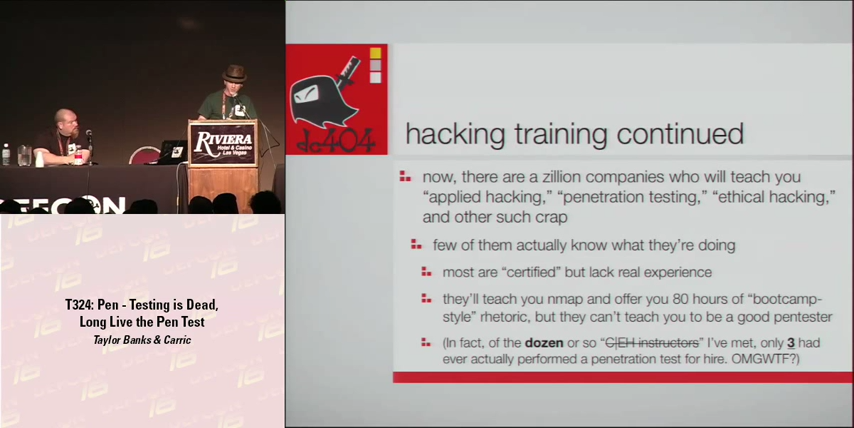 RIVIERA
Hotel & Casino
Las Vegas
DEFCON
T324: Pen - Testing is Dead,
Long Live the Pen Test
Taylor Banks & Carric
dc404
hacking training continued
now, there are a zillion companies who will teach you
“applied hacking,” “penetration testing,” “ethical hacking,”
and other such crap
few of them actually know what they’re doing
most are “certified” but lack real experience
they’ll teach you nmap and offer you 80 hours of “bootcamp-
style” rhetoric, but they can’t teach you to be a good pentester
(In fact, of the dozen or so “C|EH instructors” I’ve met, only 3 had
ever actually performed a penetration test for hire. OMGWTF?)